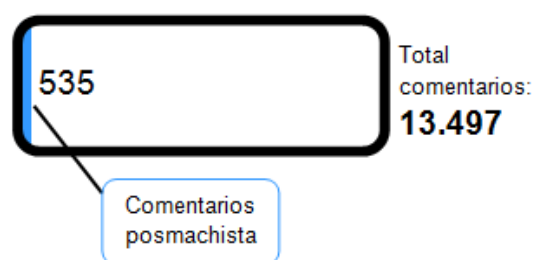 535
Total
comentarios:
13.497
Comentarios
posmachista